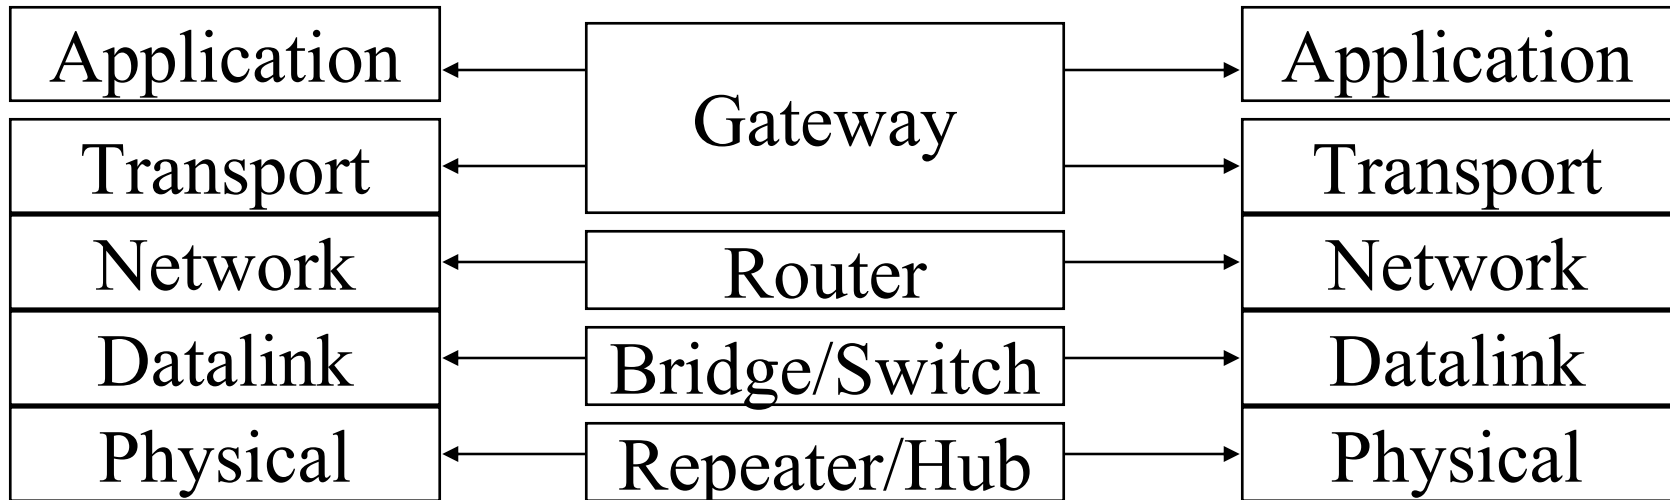 Application
Gateway
Application
Transport
Transport
Network
Router
Network
Datalink
Bridge/Switch
Datalink
Physical
Repeater/Hub
Physical